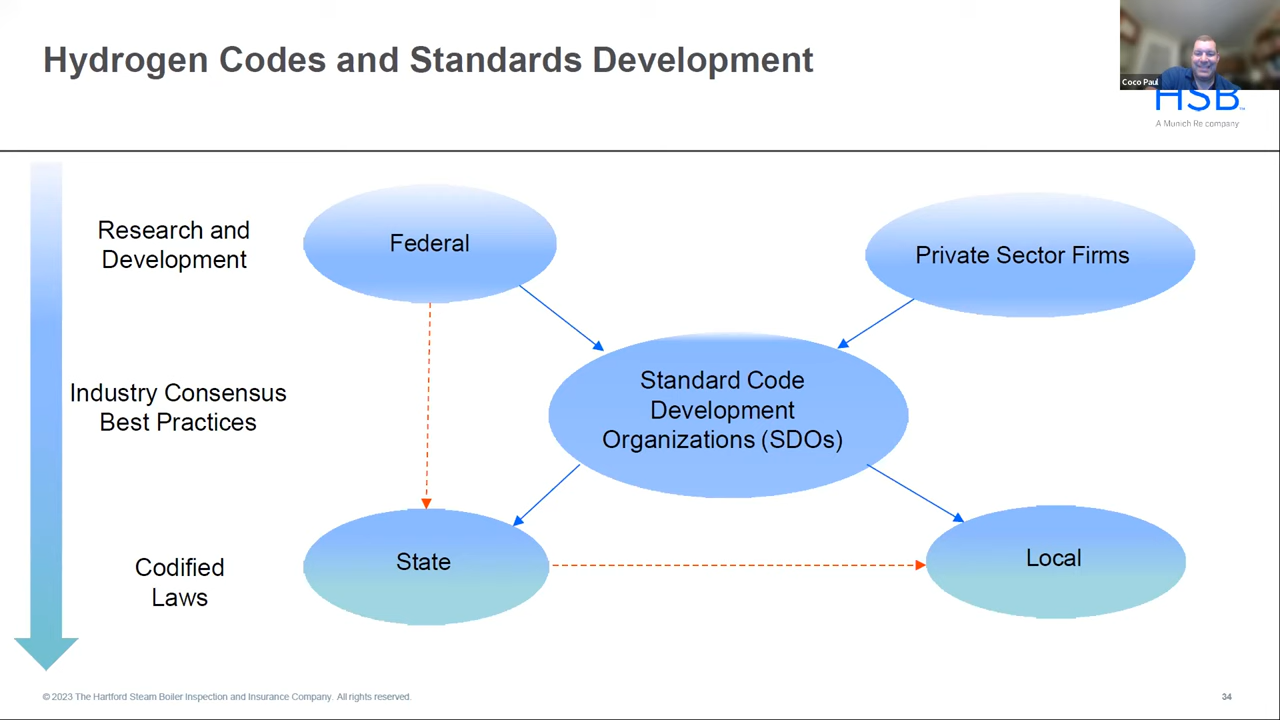 Hydrogen Codes and Standards Development
Coco Paul
HSB
A Munich Re company
Research and
Development
Federal
Private Sector Firms
Industry Consensus
Best Practices
Standard Code
Development
Organizations (SDOs)
Codified
Laws
State
Local
© 2023 The Hartford Steam Boiler Inspection and Insurance Company. All rights reserved.
34